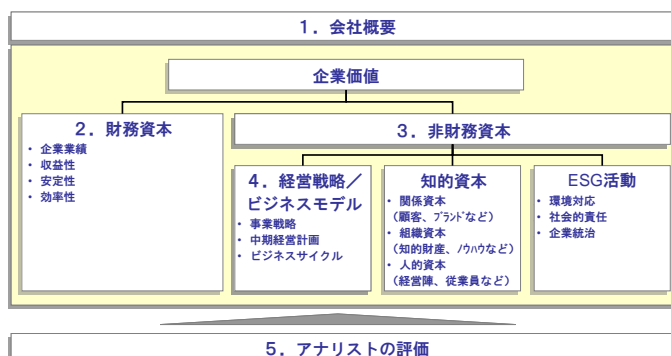 １．会社概要
企業価値
２．財務資本
・ 企業業績
・ 収益性
・ 安定性
・ 効率性
３．非財務資本
４．経営戦略／
ビジネスモデル
・ 事業戦略
・ 中期経営計画
・ ビジネスサイクル
知的資本
・ 関係資本
（顧客、ブランドなど）
・ 組織資本
（知的財産、ノウハウなど）
・ 人的資本
（経営陣、従業員など）
ESG活動
・ 環境対応
・ 社会的責任
・ 企業統治
５．アナリストの評価